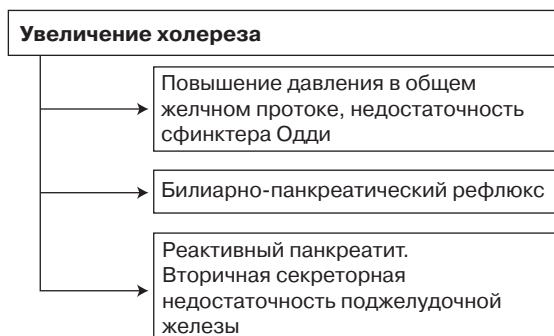 Увеличение холереза
Повышение давления в общем
желчном протоке, недостаточность
сфинктера Одди
Билиарно-панкреатический рефлюкс
Реактивный панкреатит.
Вторичная секреторная
недостаточность поджелудочной
железы